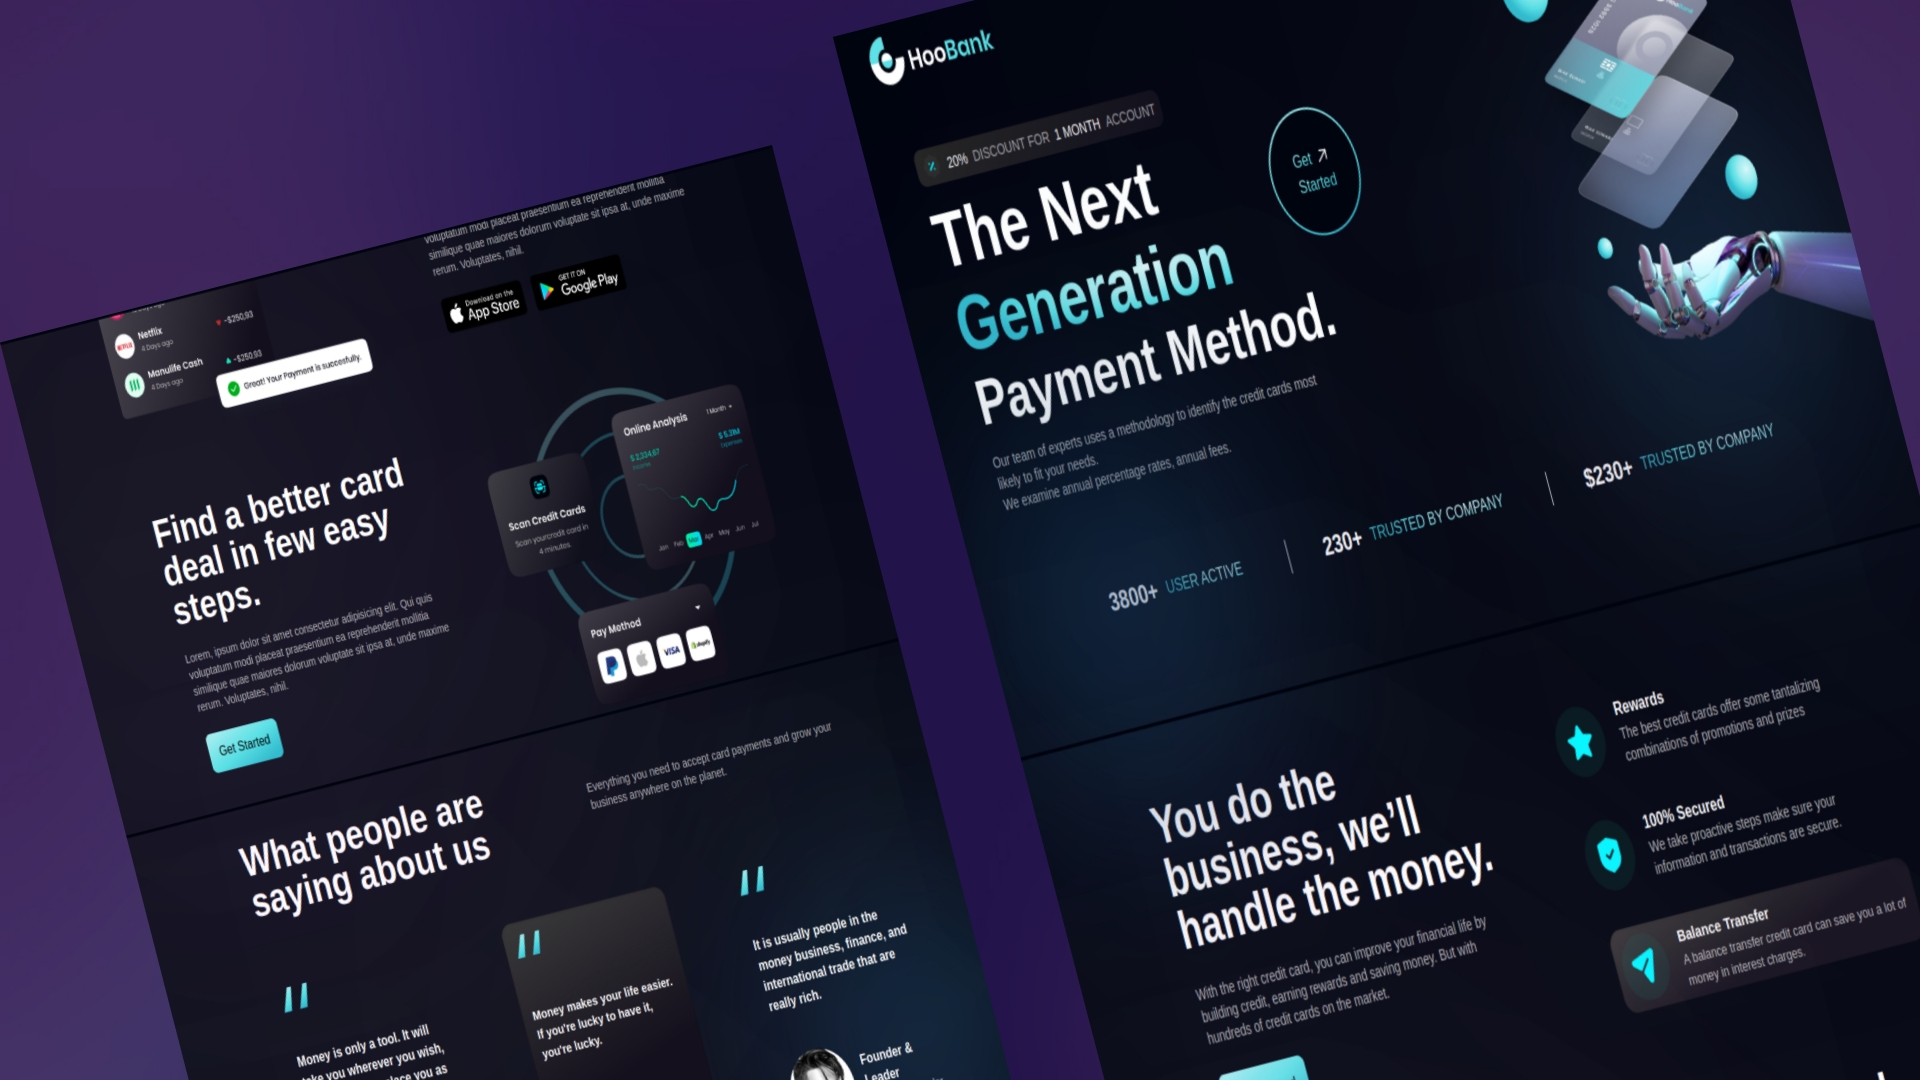 HooBank
20% DISCOUNT FOR 1 MONTH ACCOUNT
The Next
Generation
Payment Method.
Get
Started
Our team of experts uses a methodology to identify the credit cards most
likely to fit your needs.
We examine annual percentage rates, annual fees.
3800+ USER ACTIVE
230+ TRUSTED BY COMPANY
$230+ TRUSTED BY COMPANY
You do the
business, we’ll
handle the money.
With the right credit card, you can improve your financial life by
building credit, earning rewards and saving money. But with
hundreds of credit cards on the market.
Rewards
The best credit cards offer some tantalizing
combinations of promotions and prizes
100% Secured
We take proactive steps make sure your
information and transactions are secure.
Balance Transfer
A balance transfer credit card can save you a lot of
money in interest charges.
voluptatum modi placeat praesentium ea reprehenderit mollitia
similique quae maiores dolorum voluptate sit ipsa at, unde maxime
rerum. Voluptates, nihil.
Download on the
App Store
GET IT ON
Google Play
Netflix
4 Days ago
-$250,93
Manulife Cash
4 Days ago
-$250,93
Great! Your Payment is succesfully.
Find a better card
deal in few easy
steps.
Lorem, ipsum dolor sit amet consectetur adipisicing elit. Qui quis
voluptatum modi placeat praesentium ea reprehenderit mollitia
similique quae maiores dolorum voluptate sit ipsa at, unde maxime
rerum. Voluptates, nihil.
Get Started
Scan Credit Cards
Scan yourcredit card in
4 minutes.
Online Analysis
1 Month
$ 2,334.67
Income
$ 5.31M
Expenses
Jan Feb Mar Apr May Jun Jul
Pay Method
VISA
shopify
What people are
saying about us
Everything you need to accept card payments and grow your
business anywhere on the planet.
Money is only a tool. It will
take you wherever you wish,
Money makes your life easier.
If you're lucky to have it,
you're lucky.
It is usually people in the
money business, finance, and
international trade that are
really rich.
Founder &
Leader